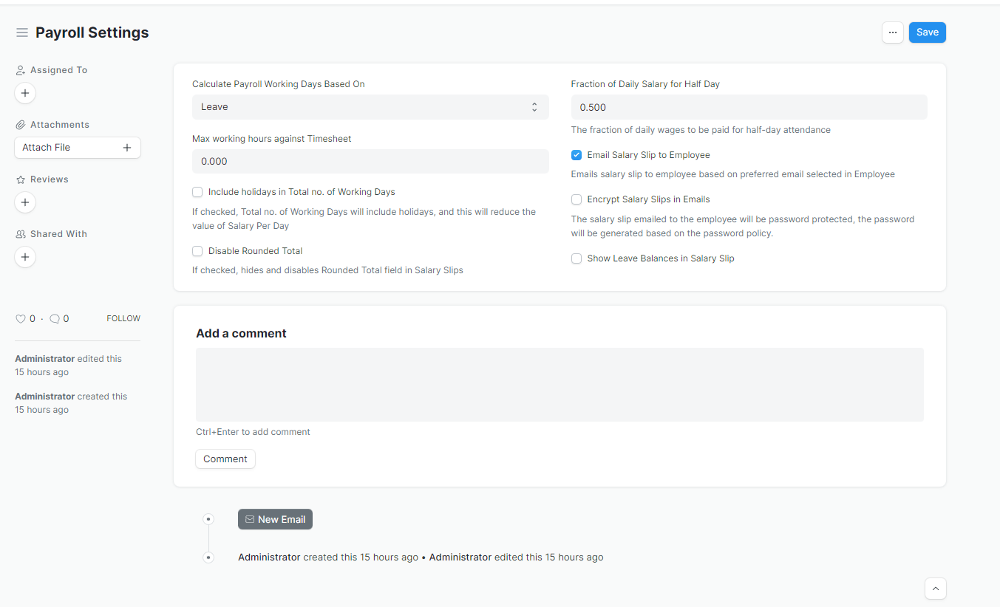 Payroll Settings
···
Save
Assigned To
Attachments
Attach File
Reviews
Shared With
0 · 0 FOLLOW
Administrator edited this
15 hours ago
Administrator created this
15 hours ago
Calculate Payroll Working Days Based On
Leave
Max working hours against Timesheet
0.000
Include holidays in Total no. of Working Days
If checked, Total no. of Working Days will include holidays, and this will reduce the
value of Salary Per Day
Disable Rounded Total
If checked, hides and disables Rounded Total field in Salary Slips
Fraction of Daily Salary for Half Day
0.500
The fraction of daily wages to be paid for half-day attendance
Email Salary Slip to Employee
Emails salary slip to employee based on preferred email selected in Employee
Encrypt Salary Slips in Emails
The salary slip emailed to the employee will be password protected, the password
will be generated based on the password policy.
Show Leave Balances in Salary Slip
Add a comment
Ctrl+Enter to add comment
Comment
New Email
Administrator created this 15 hours ago • Administrator edited this 15 hours ago